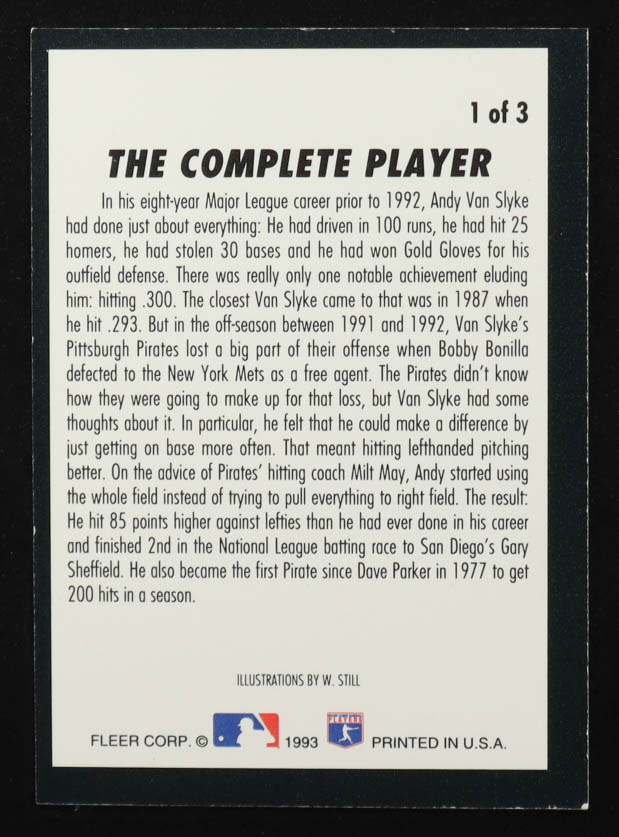 1 of 3
THE COMPLETE PLAYER
In his eight-year Major League career prior to 1992, Andy Van Slyke
had done just about everything: He had driven in 100 runs, he had hit 25
homers, he had stolen 30 bases and he had won Gold Gloves for his
outfield defense. There was really only one notable achievement eluding
him: hitting .300. The closest Van Slyke came to that was in 1987 when
he hit .293. But in the off-season between 1991 and 1992, Van Slyke's
Pittsburgh Pirates lost a big part of their offense when Bobby Bonilla
defected to the New York Mets as a free agent. The Pirates didn't know
how they were going to make up for that loss, but Van Slyke had some
thoughts about it. In particular, he felt that he could make a difference by
just getting on base more often. That meant hitting lefthanded pitching
better. On the advice of Pirates' hitting coach Milt May, Andy started using
the whole field instead of trying to pull everything to right field. The result:
He hit 85 points higher against lefties than he had ever done in his career
and finished 2nd in the National League batting race to San Diego's Gary
Sheffield. He also became the first Pirate since Dave Parker in 1977 to get
200 hits in a season.
ILLUSTRATIONS BY W. STILL
PLAYERS
FLEER CORP. © 1993 PRINTED IN U.S.A.